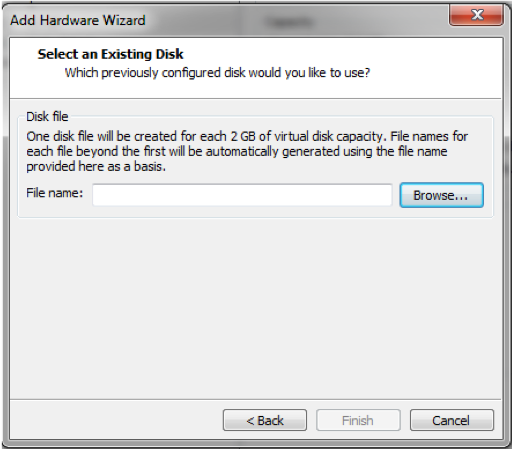 Add Hardware Wizard
Select an Existing Disk
Which previously configured disk would you like to use?
Disk file
One disk file will be created for each 2 GB of virtual disk capacity. File names for
each file beyond the first will be automatically generated using the file name
provided here as a basis.
File name:
Browse...
< Back
Finish
Cancel